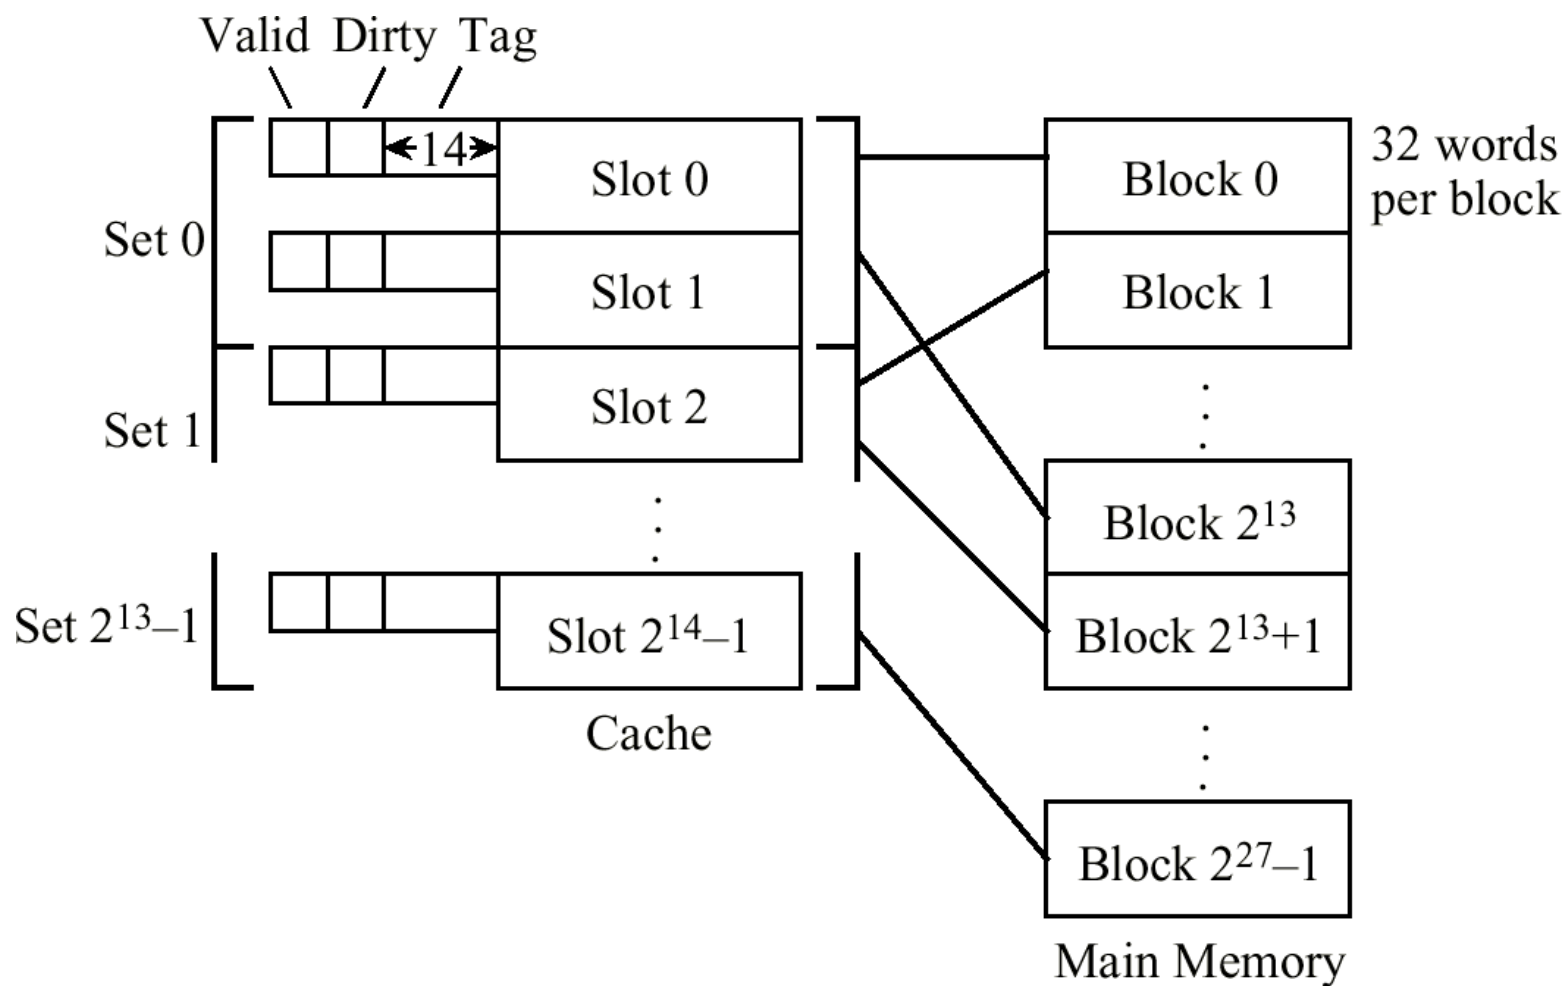 Valid Dirty Tag
14
Slot 0
Block 0
32 words
per block
Set 0
Slot 1
Block 1
Set 1
Slot 2
Block 2¹³
Set 2¹³–1
Slot 2¹⁴–1
Block 2¹³+1
Cache
Block 2²⁷–1
Main Memory